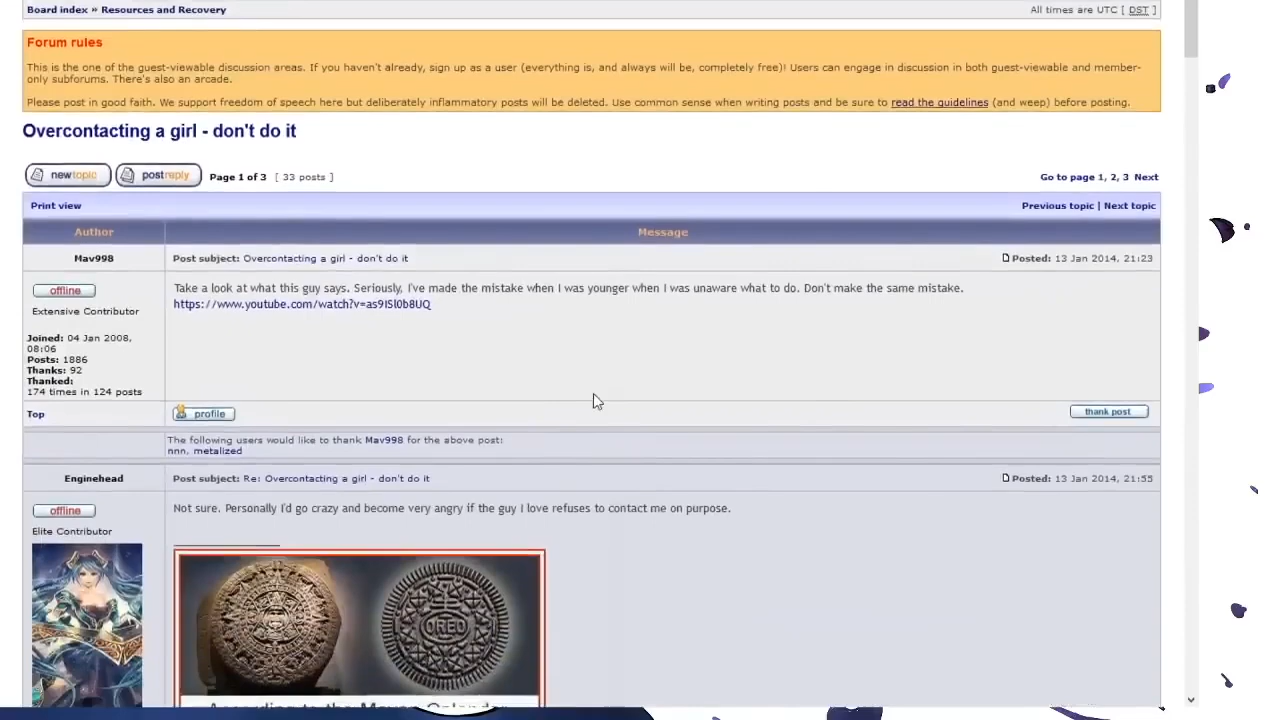 Board index » Resources and Recovery
All times are UTC [ DST ]
Forum rules
This is the one of the guest-viewable discussion areas. If you haven't already, sign up as a user (everything is, and always will be, completely free)! Users can engage in discussion in both guest-viewable and member-
only subforums. There's also an arcade.
Please post in good faith. We support freedom of speech here but deliberately inflammatory posts will be deleted. Use common sense when writing posts and be sure to read the guidelines (and weep) before posting.
Overcontacting a girl - don't do it
newtopic postreply Page 1 of 3 [ 33 posts ]
Go to page 1, 2, 3 Next
Print view
Previous topic | Next topic
Author
Message
Mav998
Post subject: Overcontacting a girl - don't do it
Posted: 13 Jan 2014, 21:23
offline
Extensive Contributor
Joined: 04 Jan 2008,
08:06
Posts: 1886
Thanks: 92
Thanked:
174 times in 124 posts
Take a look at what this guy says. Seriously, I've made the mistake when I was younger when I was unaware what to do. Don't make the same mistake.
https://www.youtube.com/watch?v=as9ISl0b8UQ
Top
profile
thank post
The following users would like to thank Mav998 for the above post:
nnn, metalized
Enginehead
Post subject: Re: Overcontacting a girl - don't do it
Posted: 13 Jan 2014, 21:55
offline
Elite Contributor
Not sure. Personally I'd go crazy and become very angry if the guy I love refuses to contact me on purpose.
OREO
According to the Mayan Calendar